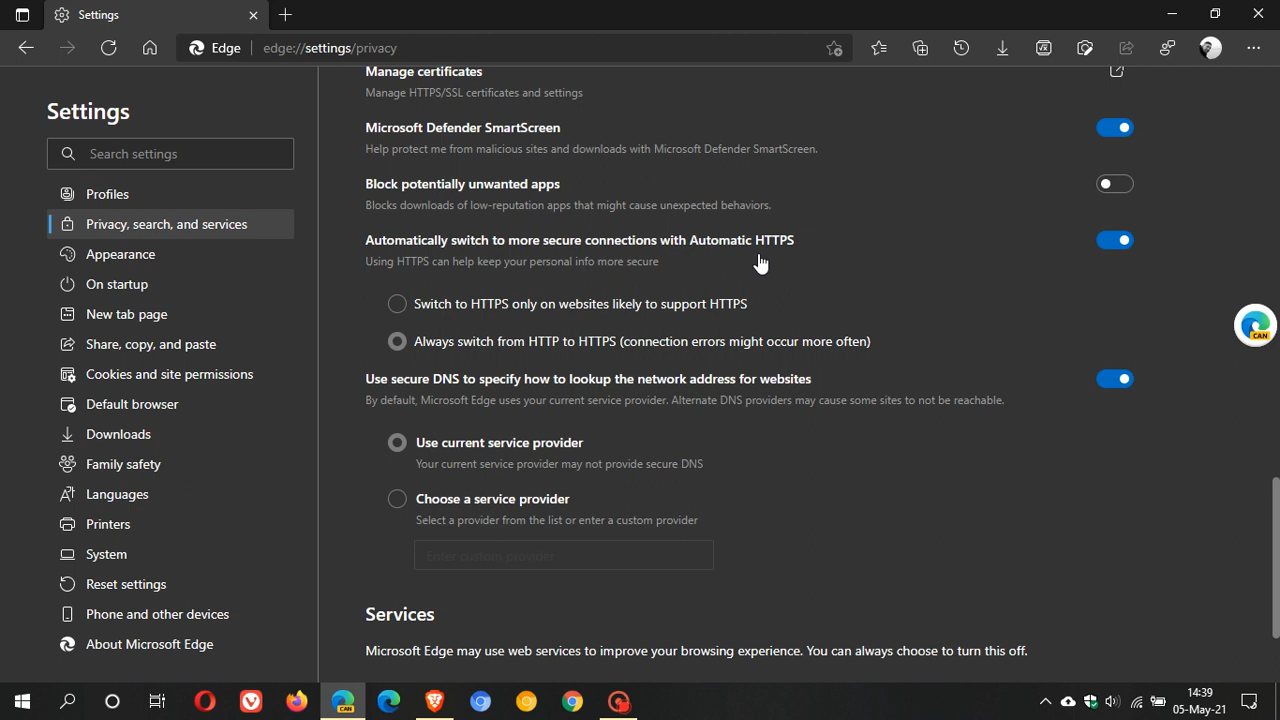 Settings
Edge
edge://settings/privacy
Settings
Search settings
Profiles
Privacy, search, and services
Appearance
On startup
New tab page
Share, copy, and paste
Cookies and site permissions
Default browser
Downloads
Family safety
Languages
Printers
System
Reset settings
Phone and other devices
About Microsoft Edge
Manage certificates
Manage HTTPS/SSL certificates and settings
Microsoft Defender SmartScreen
Help protect me from malicious sites and downloads with Microsoft Defender SmartScreen.
Block potentially unwanted apps
Blocks downloads of low-reputation apps that might cause unexpected behaviors.
Automatically switch to more secure connections with Automatic HTTPS
Using HTTPS can help keep your personal info more secure
Switch to HTTPS only on websites likely to support HTTPS
Always switch from HTTP to HTTPS (connection errors might occur more often)
Use secure DNS to specify how to lookup the network address for websites
By default, Microsoft Edge uses your current service provider. Alternate DNS providers may cause some sites to not be reachable.
Use current service provider
Your current service provider may not provide secure DNS
Choose a service provider
Select a provider from the list or enter a custom provider
Enter custom provider
Services
Microsoft Edge may use web services to improve your browsing experience. You can always choose to turn this off.
CAN
CAN
14:39
05-May-21